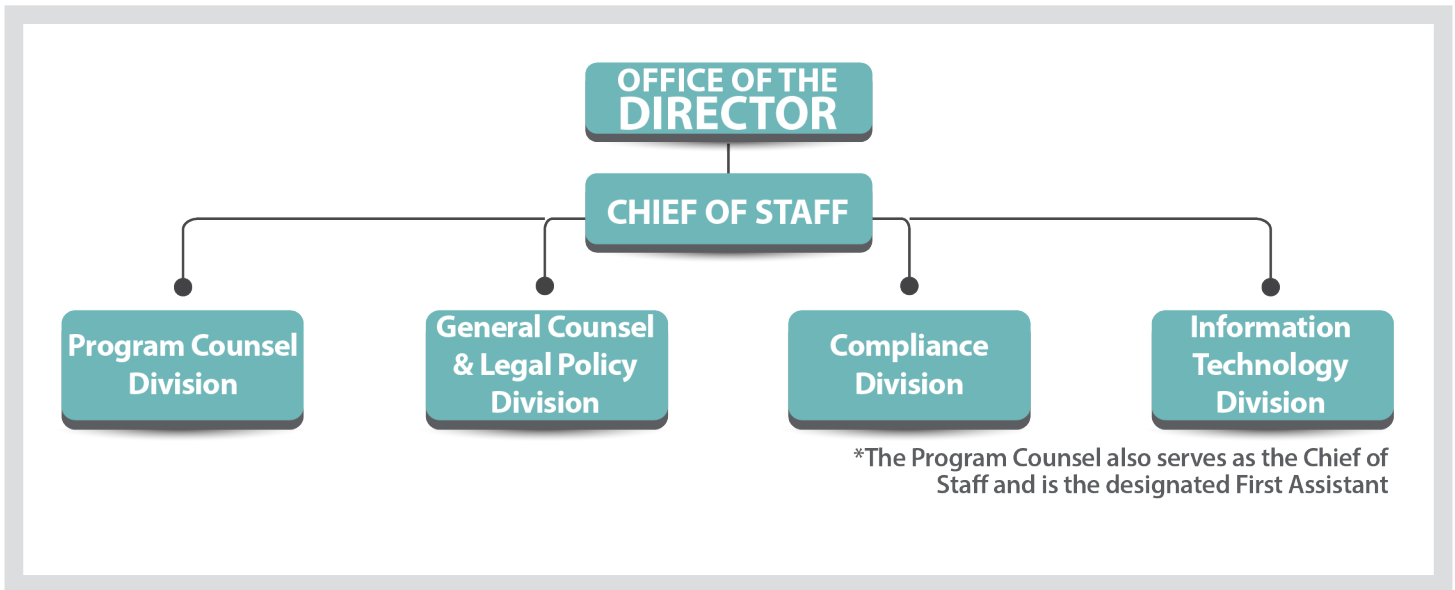 OFFICE OF THE
DIRECTOR
CHIEF OF STAFF
Program Counsel
Division
General Counsel
& Legal Policy
Division
Compliance
Division
Information
Technology
Division
*The Program Counsel also serves as the Chief of
Staff and is the designated First Assistant